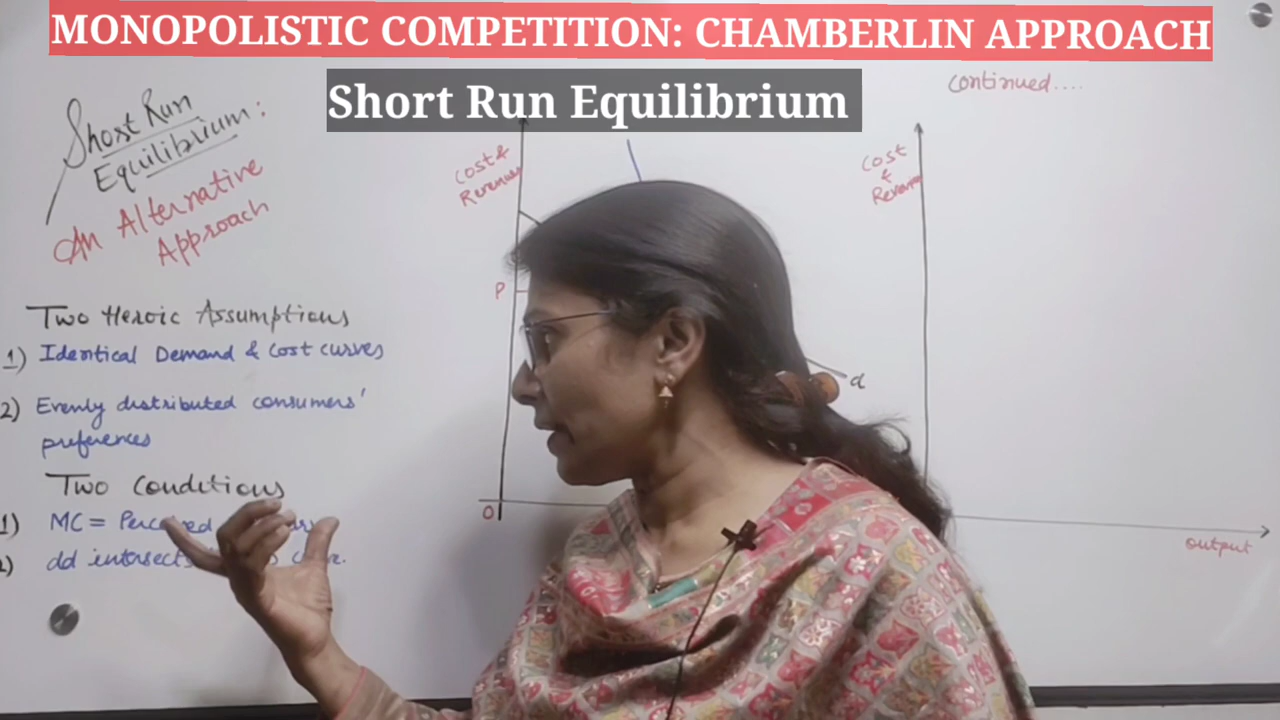 MONOPOLISTIC COMPETITION: CHAMBERLIN APPROACH
Short Run Equilibrium
continued....
Short Run
Equilibrium:
An Alternative
Approach
Two Heroic Assumptions
1) Identical Demand & Cost curves
2) Evenly distributed consumers'
preferences
Two Conditions
1) MC =
2) dd
Cost &
Revenue
P
d
O
Cost
&
Revenue
output